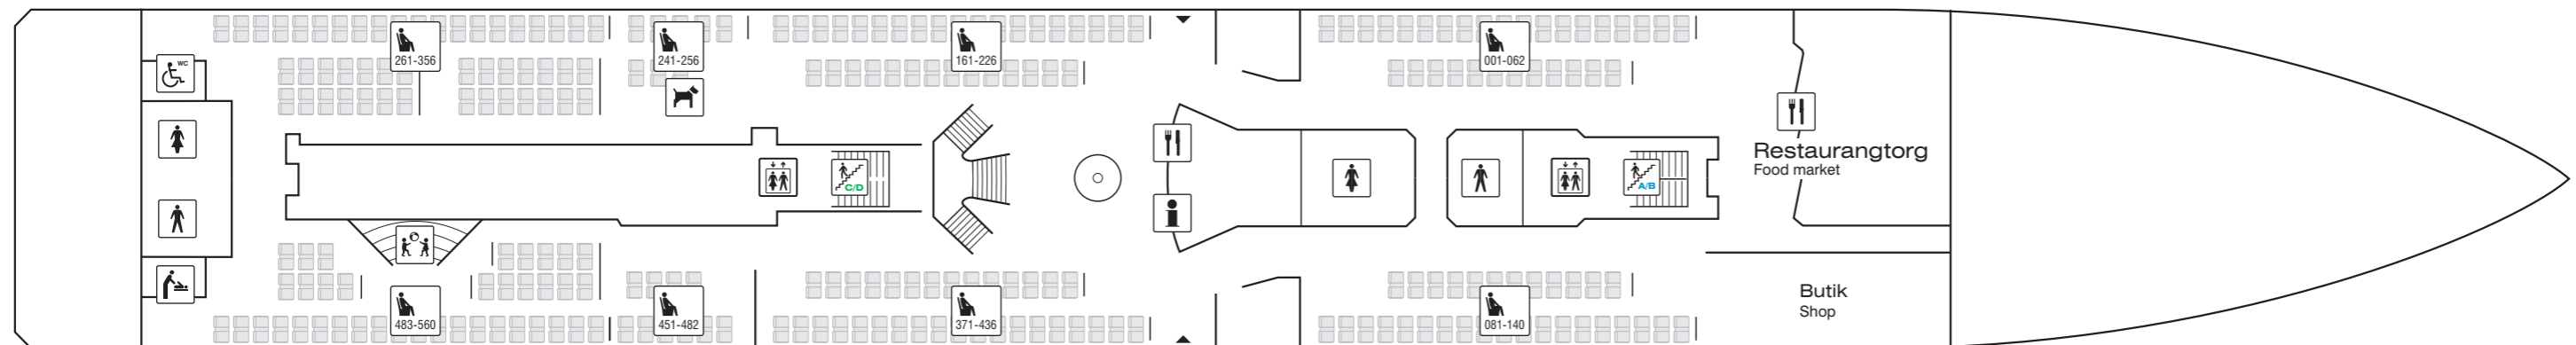 261-356
241-256
161-226
001-062
WC
C/D
A/B
Restaurangtorg
Food market
483-560
451-482
371-436
081-140
Butik
Shop